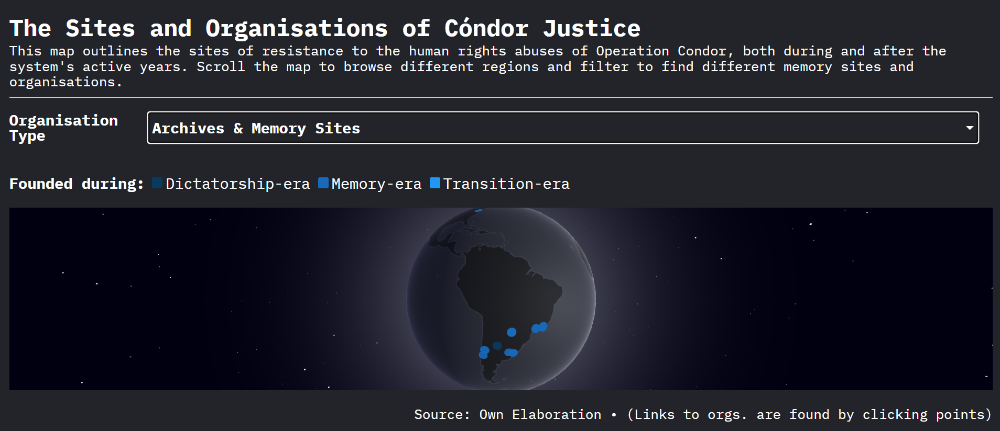 The Sites and Organisations of Cóndor Justice
This map outlines the sites of resistance to the human rights abuses of Operation Condor, both during and after the
system's active years. Scroll the map to browse different regions and filter to find different memory sites and
organisations.
Organisation
Type
Archives & Memory Sites
Founded during: Dictatorship-era Memory-era Transition-era
Source: Own Elaboration • (Links to orgs. are found by clicking points)